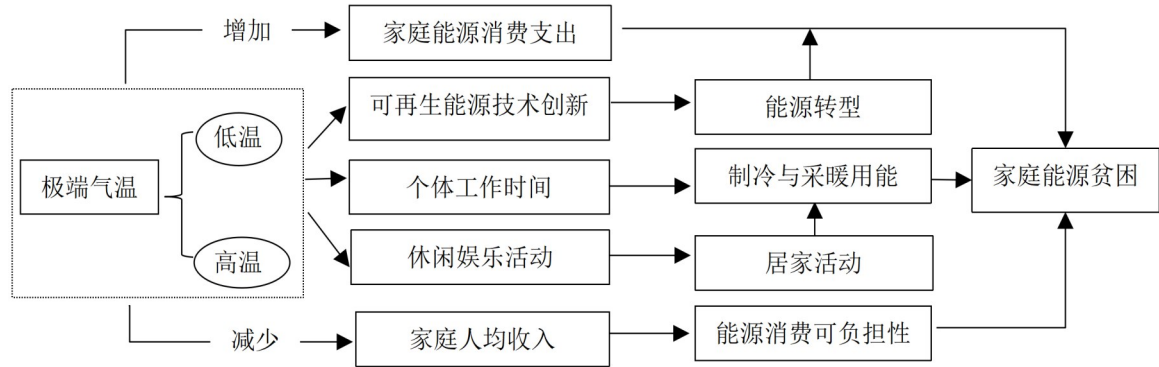 增加
家庭能源消费支出
可再生能源技术创新
能源转型
低温
极端气温
个体工作时间
制冷与采暖用能
家庭能源贫困
高温
休闲娱乐活动
居家活动
减少
家庭人均收入
能源消费可负担性